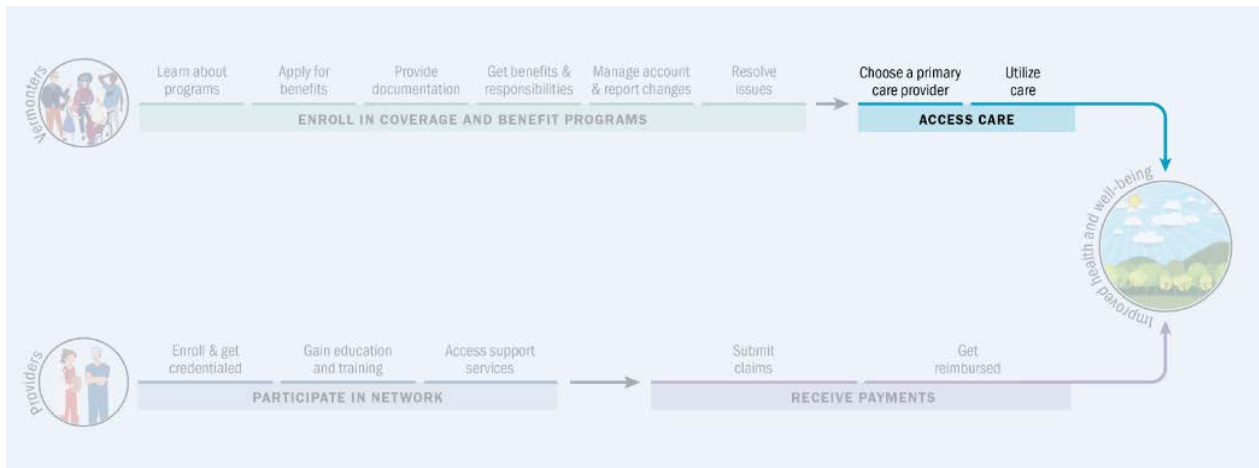 Vermonters
Learn about
programs
Apply for
benefits
Provide
documentation
Get benefits &
responsibilities
Manage account
& report changes
Resolve
issues
ENROLL IN COVERAGE AND BENEFIT PROGRAMS
Choose a primary
care provider
Utilize
care
ACCESS CARE
Improved health and well-being
Providers
Enroll & get
credentialed
Gain education
and training
Access support
services
PARTICIPATE IN NETWORK
Submit
claims
Get
reimbursed
RECEIVE PAYMENTS